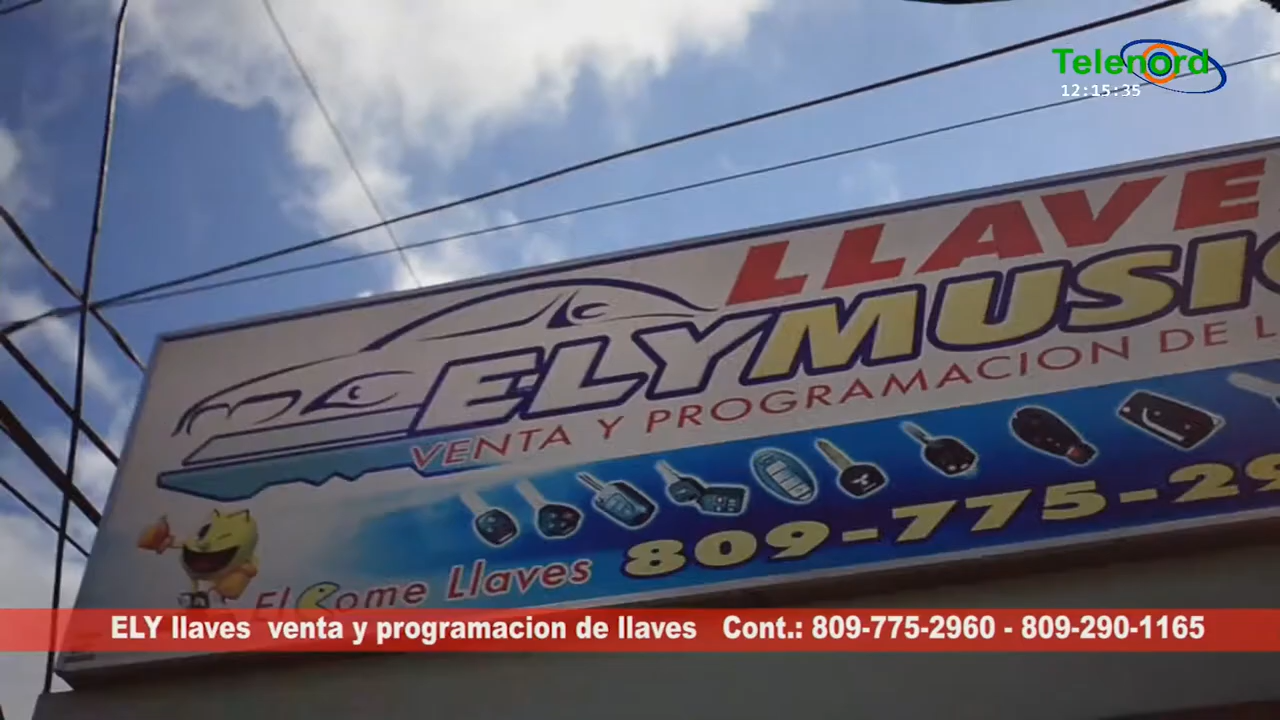 Telenord
12:15:35
LLAVE
ELYMUSIC
VENTA Y PROGRAMACION DE L
El Come Llaves
809-775-29
ELY llaves venta y programacion de llaves Cont.: 809-775-2960 - 809-290-1165